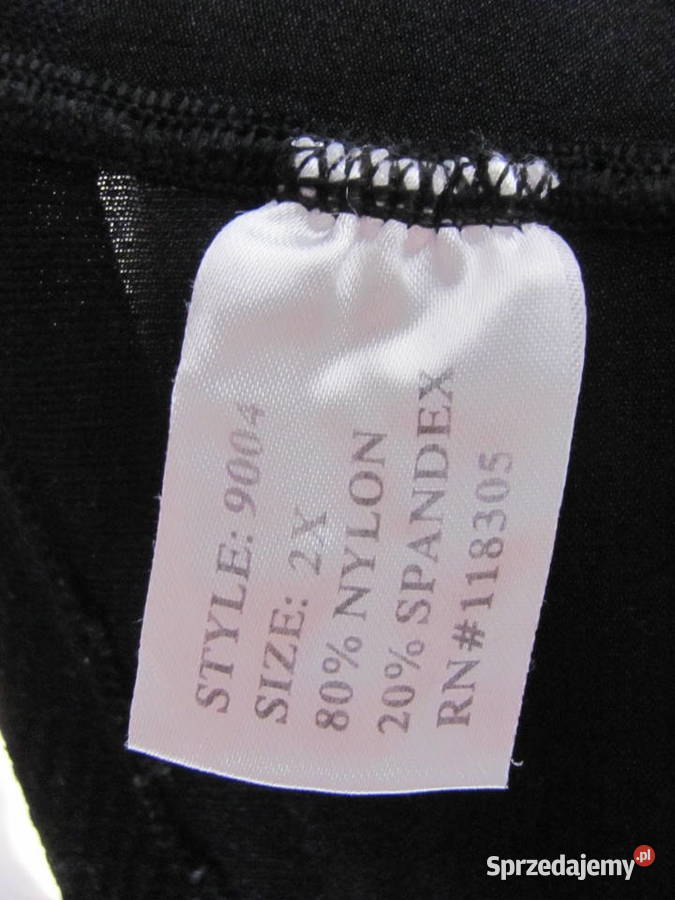 STYLE: 9004
SIZE: 2X
80% NYLON
20% SPANDEX
RN#118305
Sprzedajemy.pl